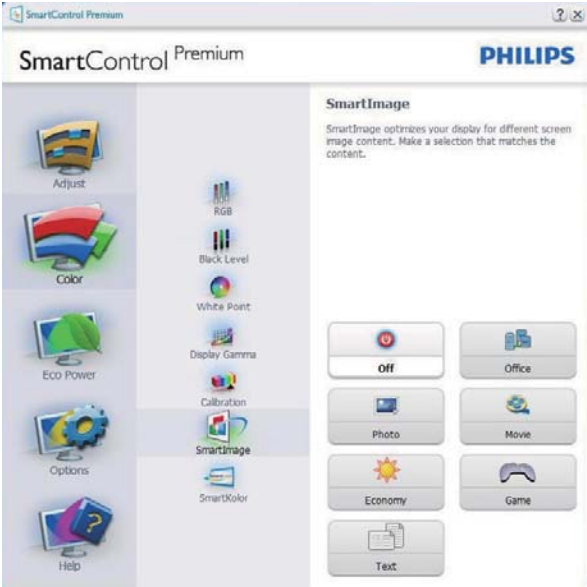 SmartControl Premium
SmartControl Premium
PHILIPS
Adjust
Color
Eco Power
Options
Help
RGB
Black Level
White Point
Display Gamma
Calibration
SmartImage
SmartKolor
SmartImage
SmartImage optimizes your display for different screen
image content. Make a selection that matches the
content.
Off
Office
Photo
Movie
Economy
Game
Text